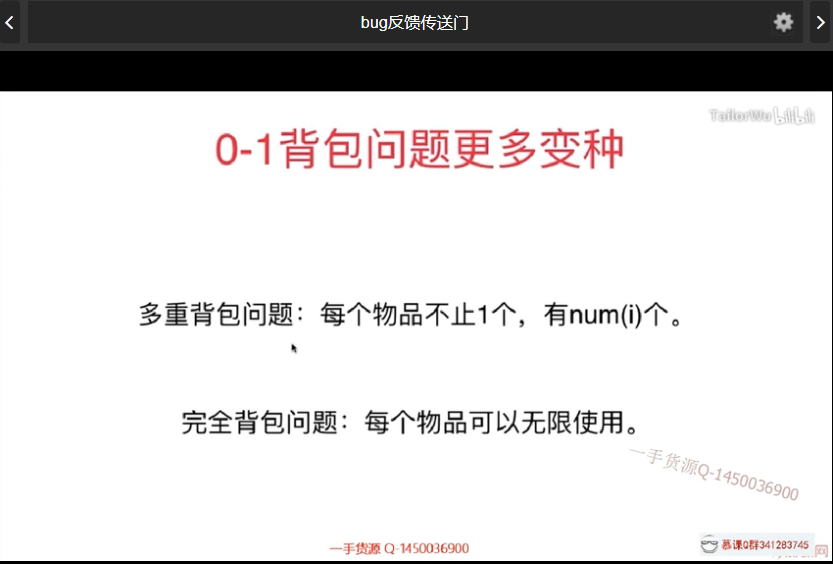 bug反馈传送门
TailorWu bilibili
0-1背包问题更多变种
多重背包问题：每个物品不止1个，有num(i)个。
完全背包问题：每个物品可以无限使用。
一手货源Q-1450036900
一手货源 Q-1450036900
慕课Q群341283745
网